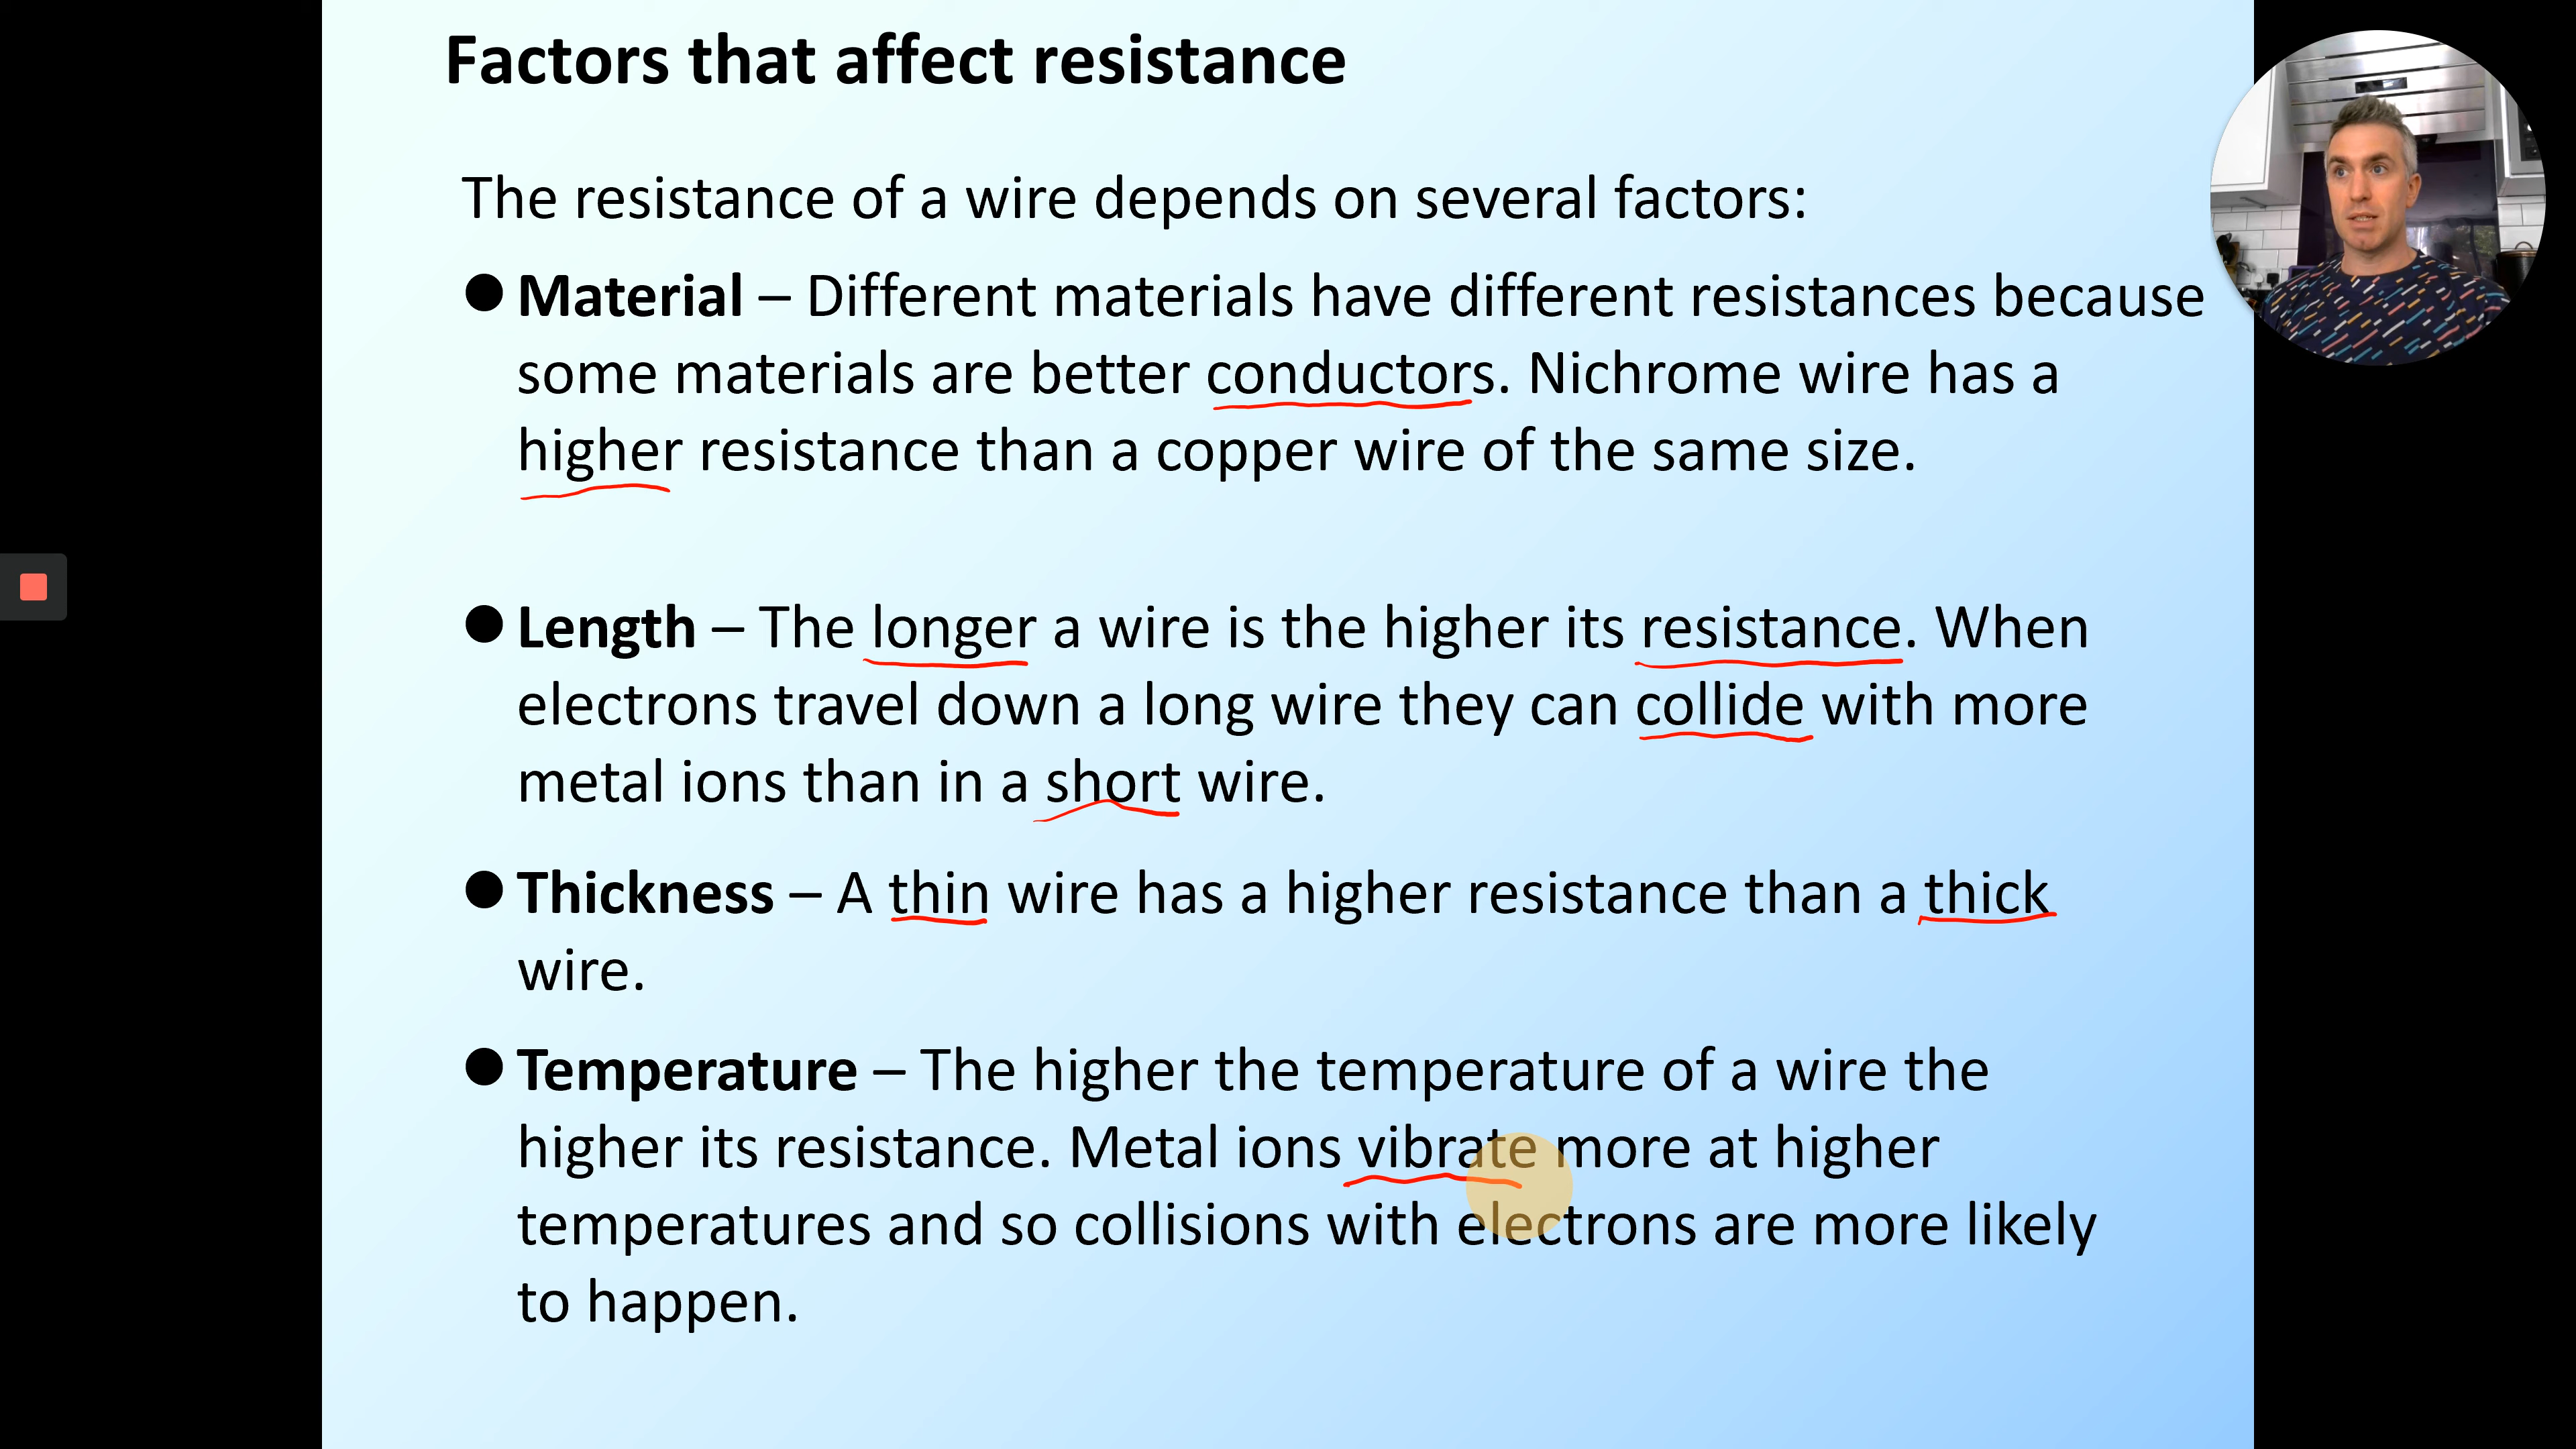 Factors that affect resistance
The resistance of a wire depends on several factors:
● Material – Different materials have different resistances because
some materials are better conductors. Nichrome wire has a
higher resistance than a copper wire of the same size.
● Length – The longer a wire is the higher its resistance. When
electrons travel down a long wire they can collide with more
metal ions than in a short wire.
● Thickness – A thin wire has a higher resistance than a thick
wire.
● Temperature – The higher the temperature of a wire the
higher its resistance. Metal ions vibrate more at higher
temperatures and so collisions with electrons are more likely
to happen.